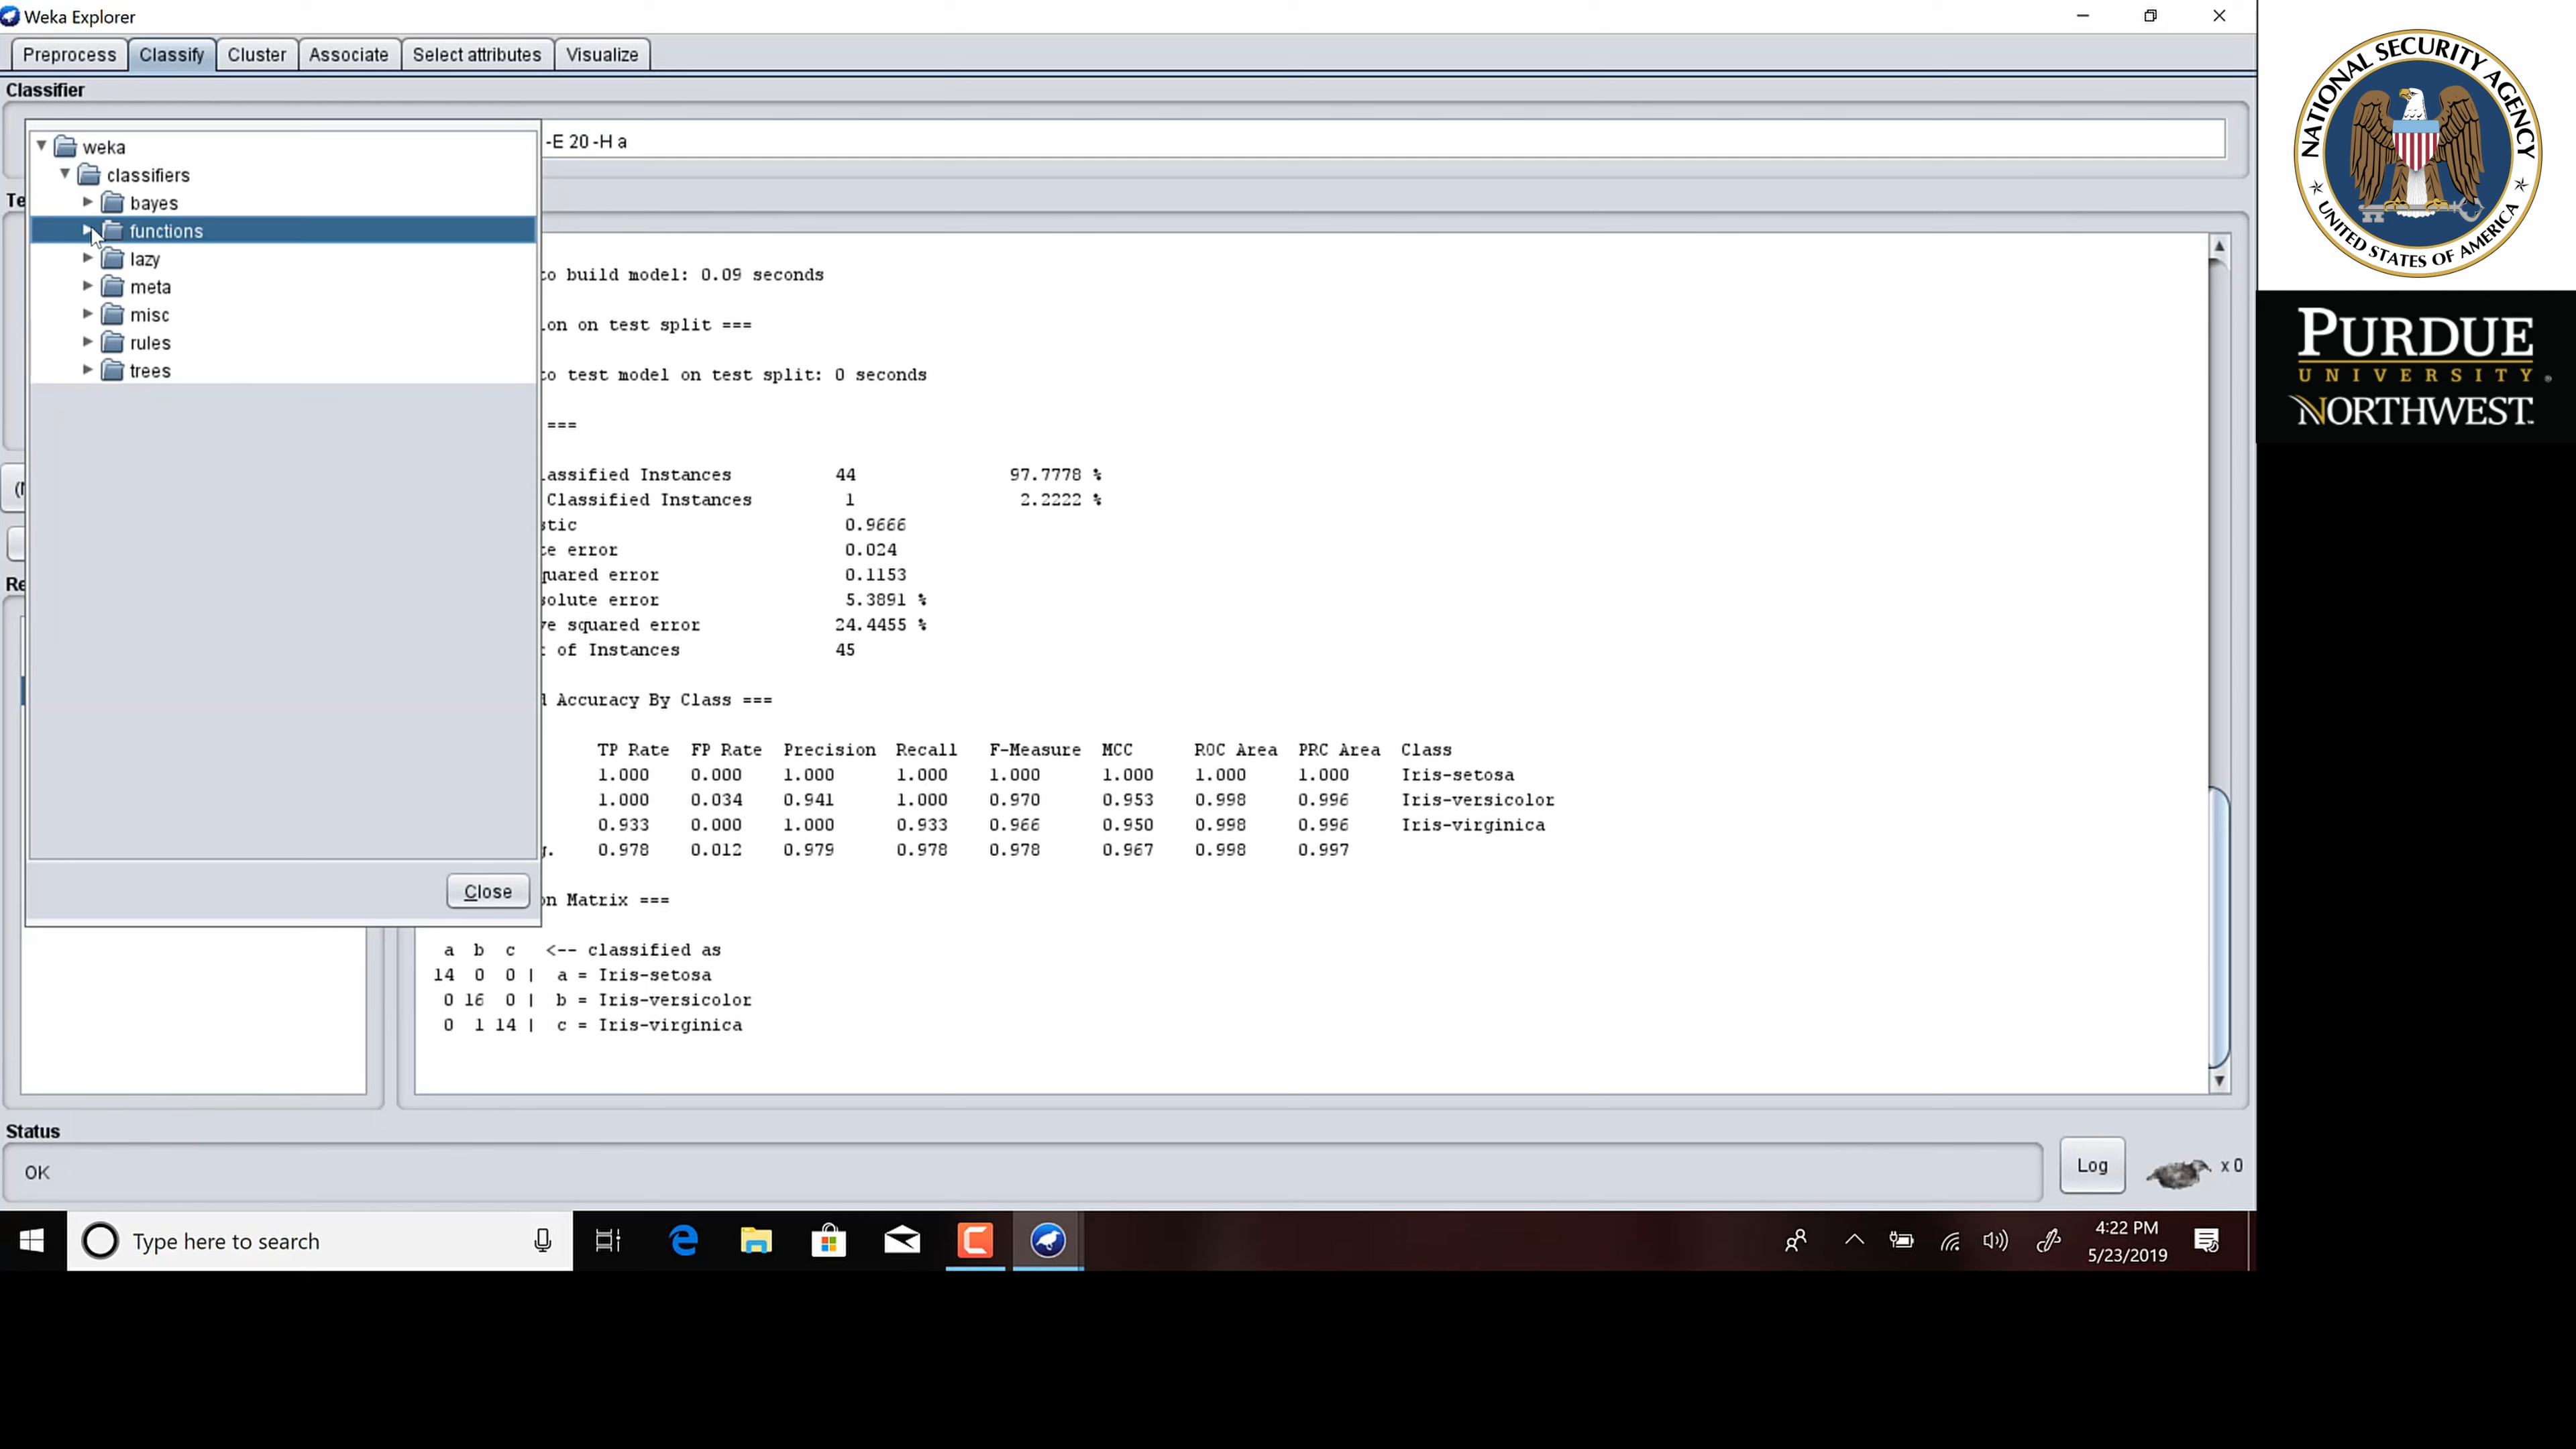 Weka Explorer
Preprocess Classify Cluster Associate Select attributes Visualize
Classifier
-E 20 -H a
weka
classifiers
bayes
functions
lazy
meta
misc
rules
trees
Close
Te
Re
to build model: 0.09 seconds
ion on test split ===
to test model on test split: 0 seconds
===
assified Instances 44 97.7778 %
Classified Instances 1 2.2222 %
stic 0.9666
te error 0.024
quared error 0.1153
solute error 5.3891 %
ve squared error 24.4455 %
of Instances 45
d Accuracy By Class ===
TP Rate FP Rate Precision Recall F-Measure MCC ROC Area PRC Area Class
1.000 0.000 1.000 1.000 1.000 1.000 1.000 1.000 Iris-setosa
1.000 0.034 0.941 1.000 0.970 0.953 0.998 0.996 Iris-versicolor
0.933 0.000 1.000 0.933 0.966 0.950 0.998 0.996 Iris-virginica
g. 0.978 0.012 0.979 0.978 0.978 0.967 0.998 0.997
on Matrix ===
a b c <-- classified as
14 0 0 | a = Iris-setosa
0 16 0 | b = Iris-versicolor
0 1 14 | c = Iris-virginica
Status
OK
Log
x 0
Type here to search
4:22 PM
5/23/2019
NATIONAL SECURITY AGENCY
UNITED STATES OF AMERICA
PURDUE
UNIVERSITY®
NORTHWEST™